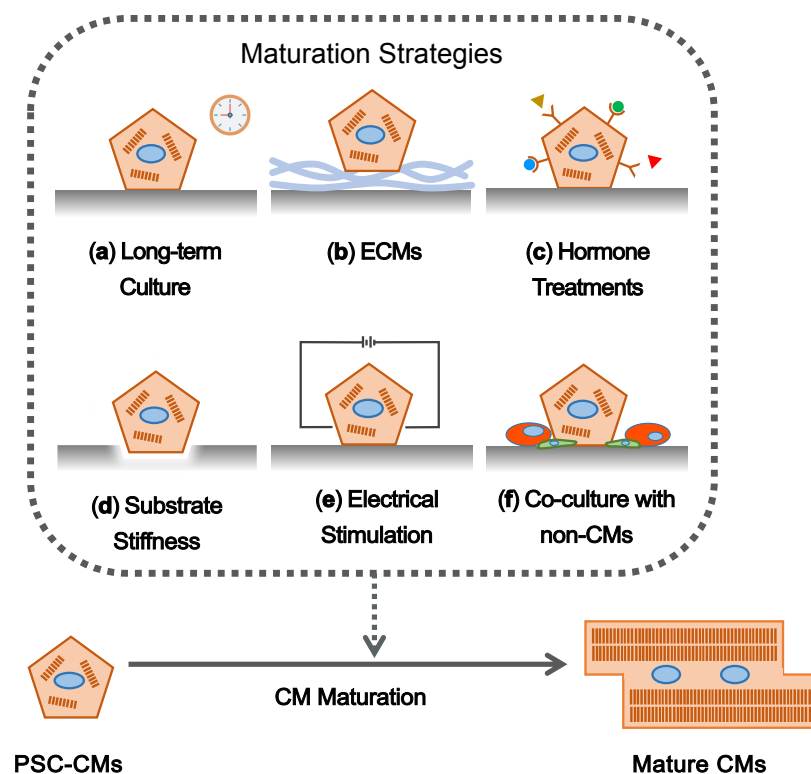 Maturation Strategies
(a) Long-term
Culture
(b) ECMs
(c) Hormone
Treatments
(d) Substrate
Stiffness
(e) Electrical
Stimulation
(f) Co-culture with
non-CMs
CM Maturation
PSC-CMs
Mature CMs